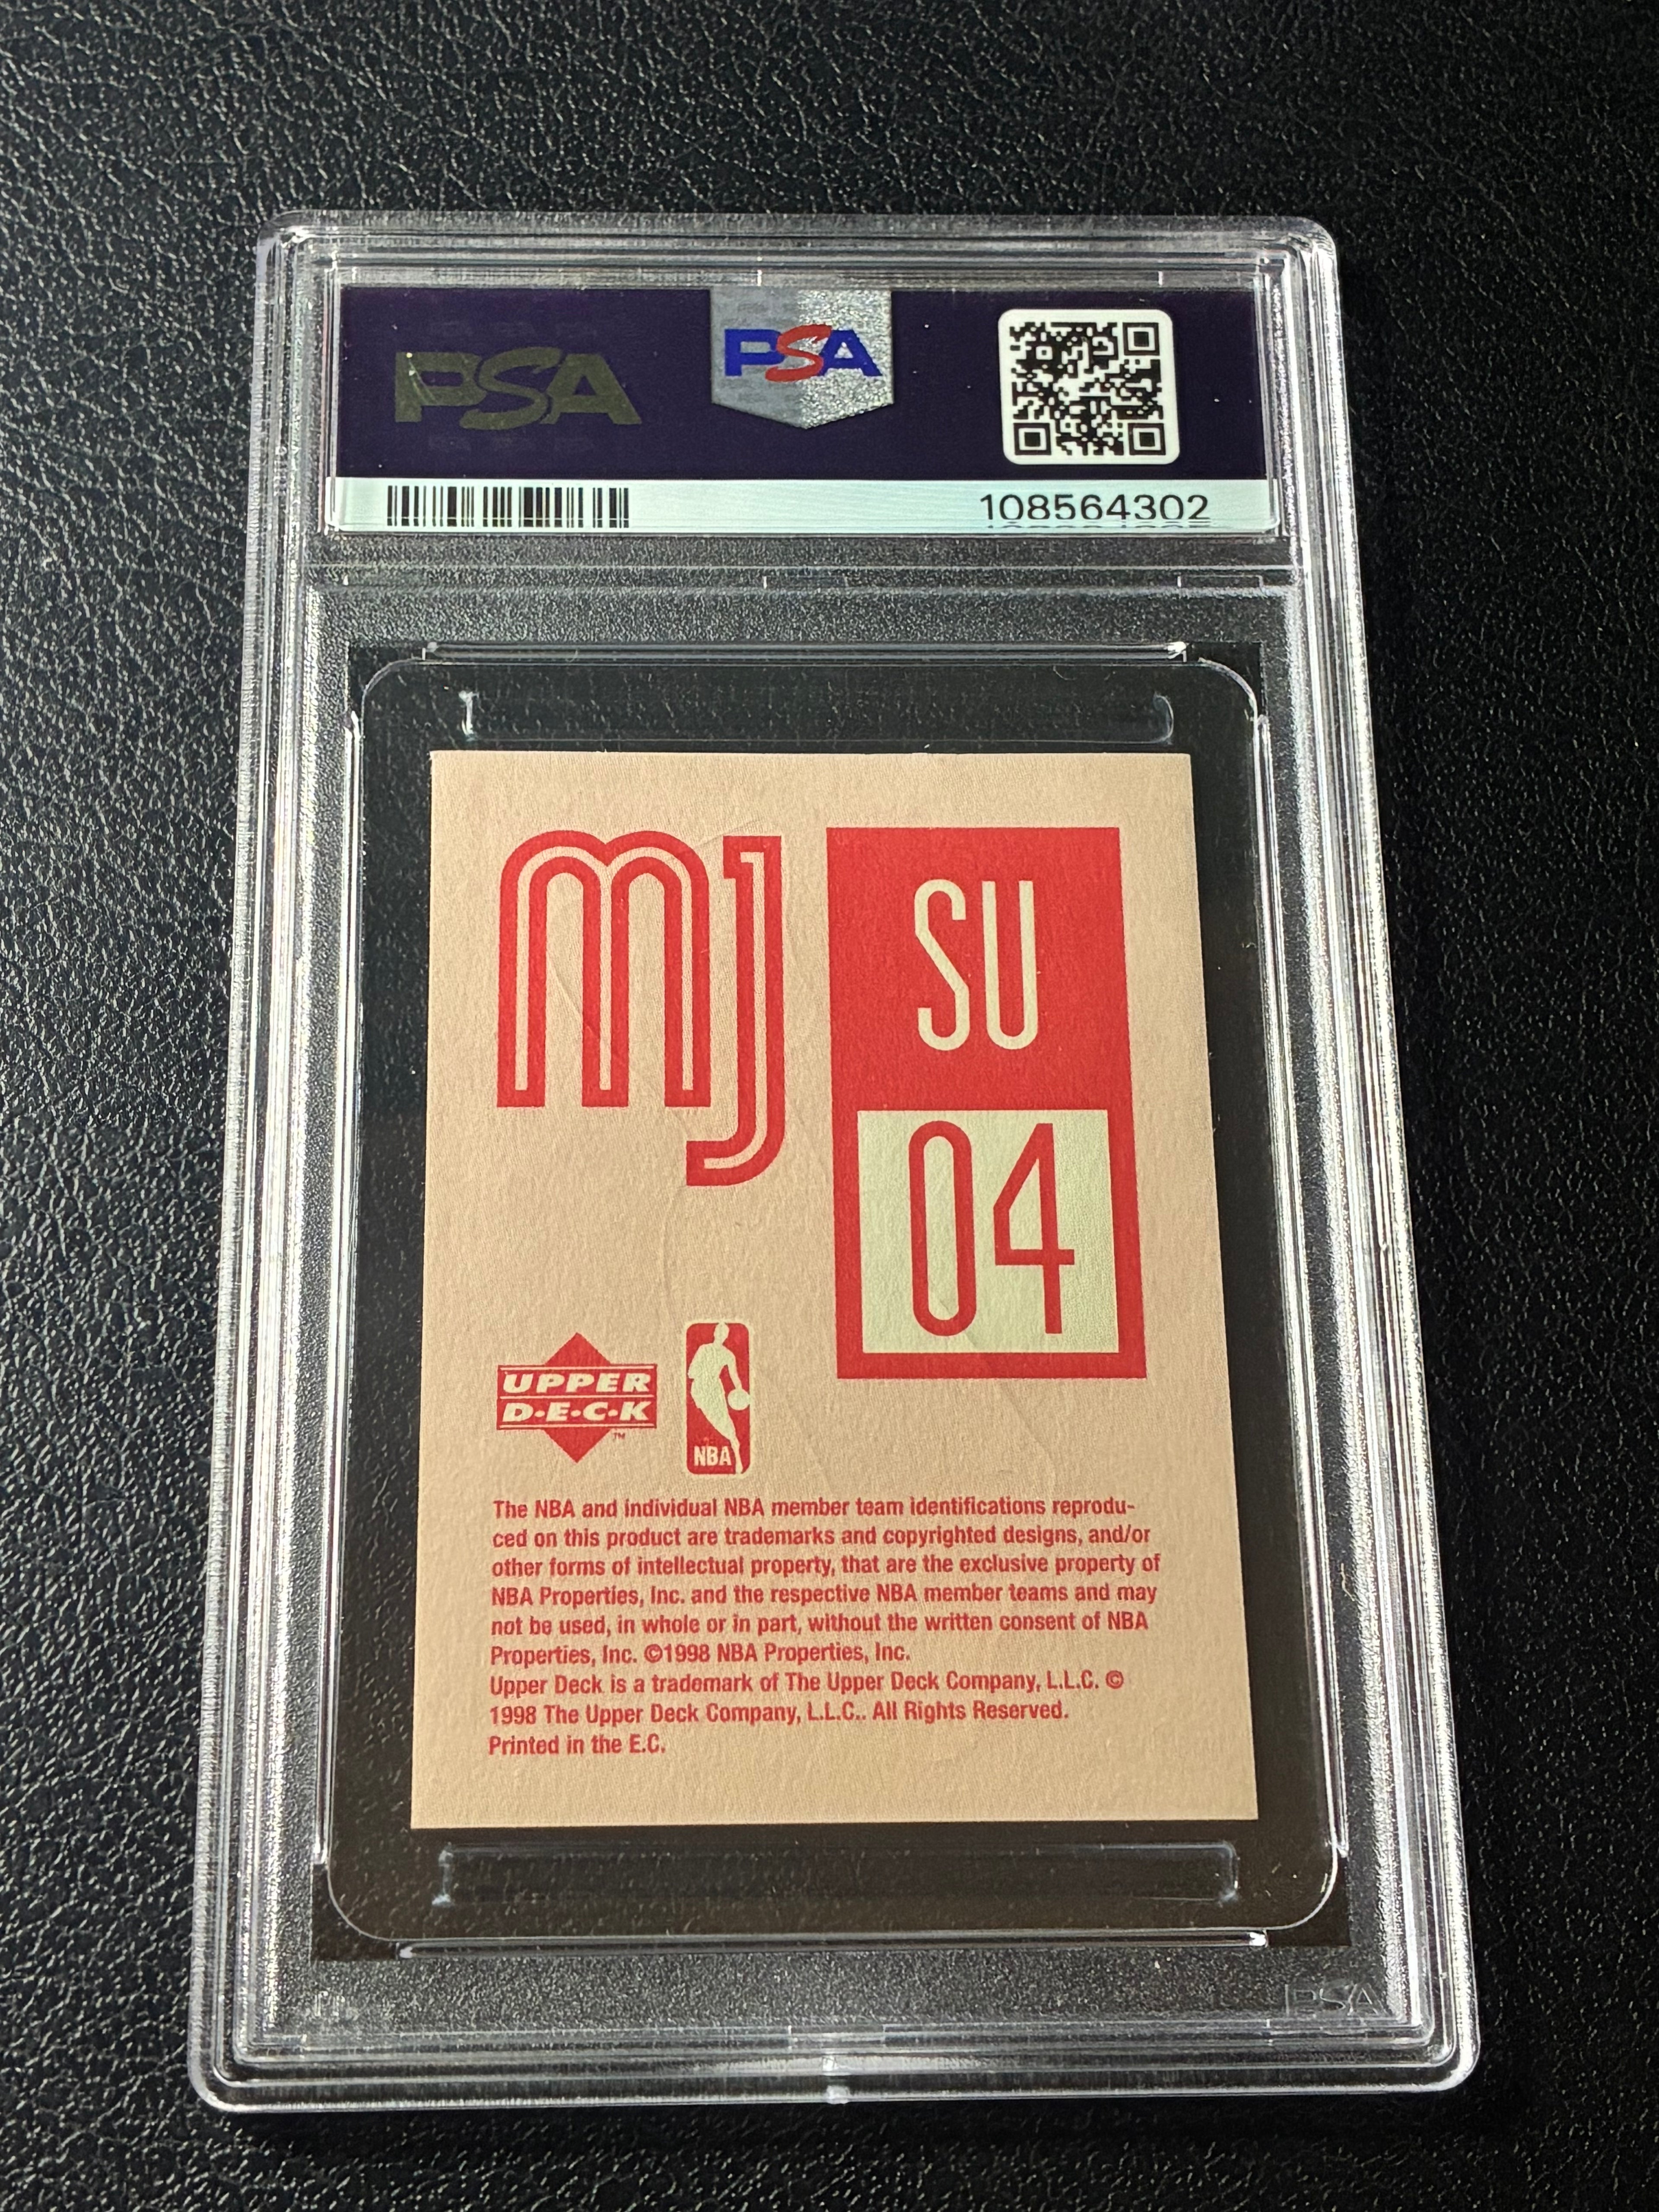 PSA
PSA
108564302
mj
SU
04
UPPER
D·E·C·K
™
NBA
The NBA and individual NBA member team identifications reprodu-
ced on this product are trademarks and copyrighted designs, and/or
other forms of intellectual property, that are the exclusive property of
NBA Properties, Inc. and the respective NBA member teams and may
not be used, in whole or in part, without the written consent of NBA
Properties, Inc. ©1998 NBA Properties, Inc.
Upper Deck is a trademark of The Upper Deck Company, L.L.C. ©
1998 The Upper Deck Company, L.L.C.. All Rights Reserved.
Printed in the E.C.
PSA